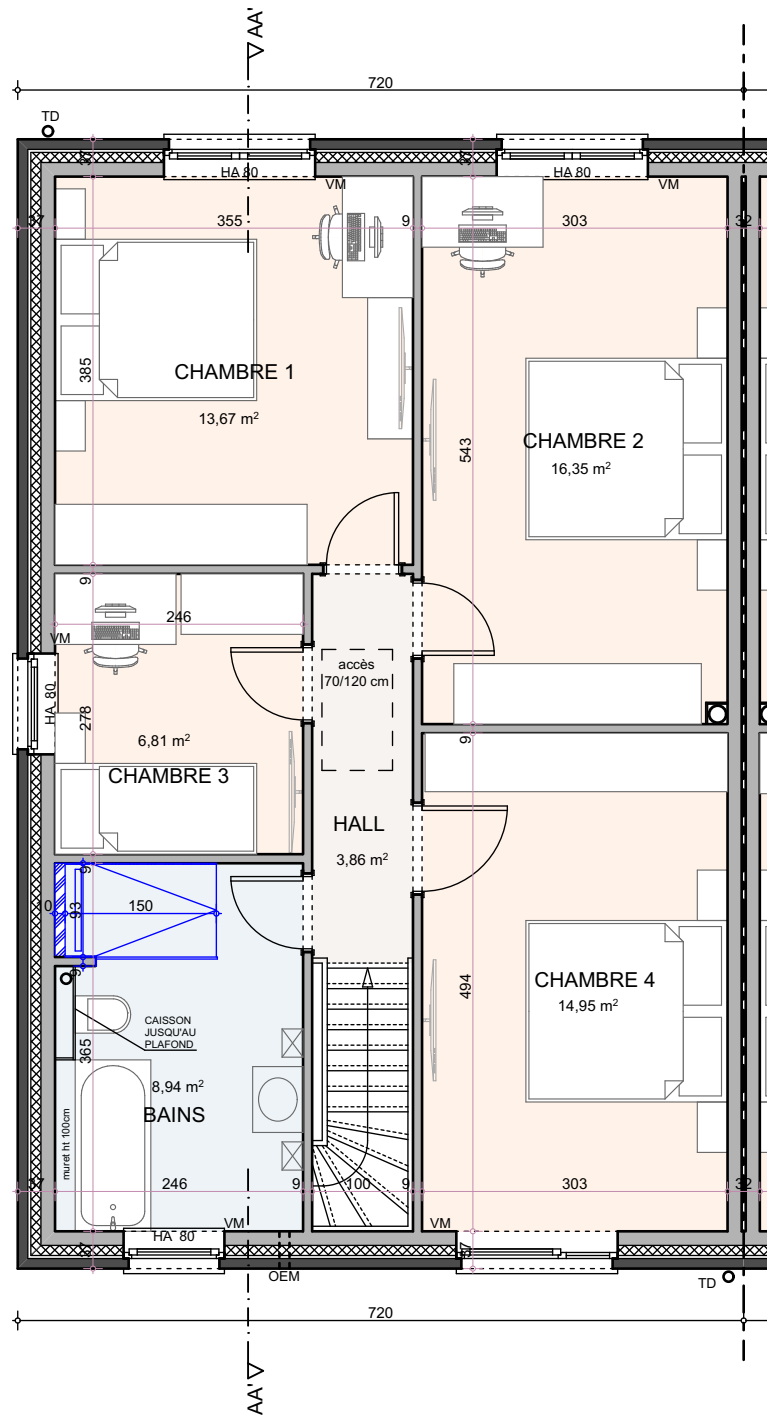 AA'
720
TD
37
37
HA 80
VM
HA 80
VM
37
355
9
303
32
385
CHAMBRE 1
13,67 m²
543
CHAMBRE 2
16,35 m²
9
246
VM
HA 80
278
6,81 m²
CHAMBRE 3
accès
70/120 cm
9
HALL
3,86 m²
9
10
93
150
9
CAISSON
JUSQU'AU
PLAFOND
365
8,94 m²
BAINS
muret ht 100cm
494
CHAMBRE 4
14,95 m²
37
246
9
100
9
303
32
VM
VM
HA 80
37
37
OEM
TD
720
AA'